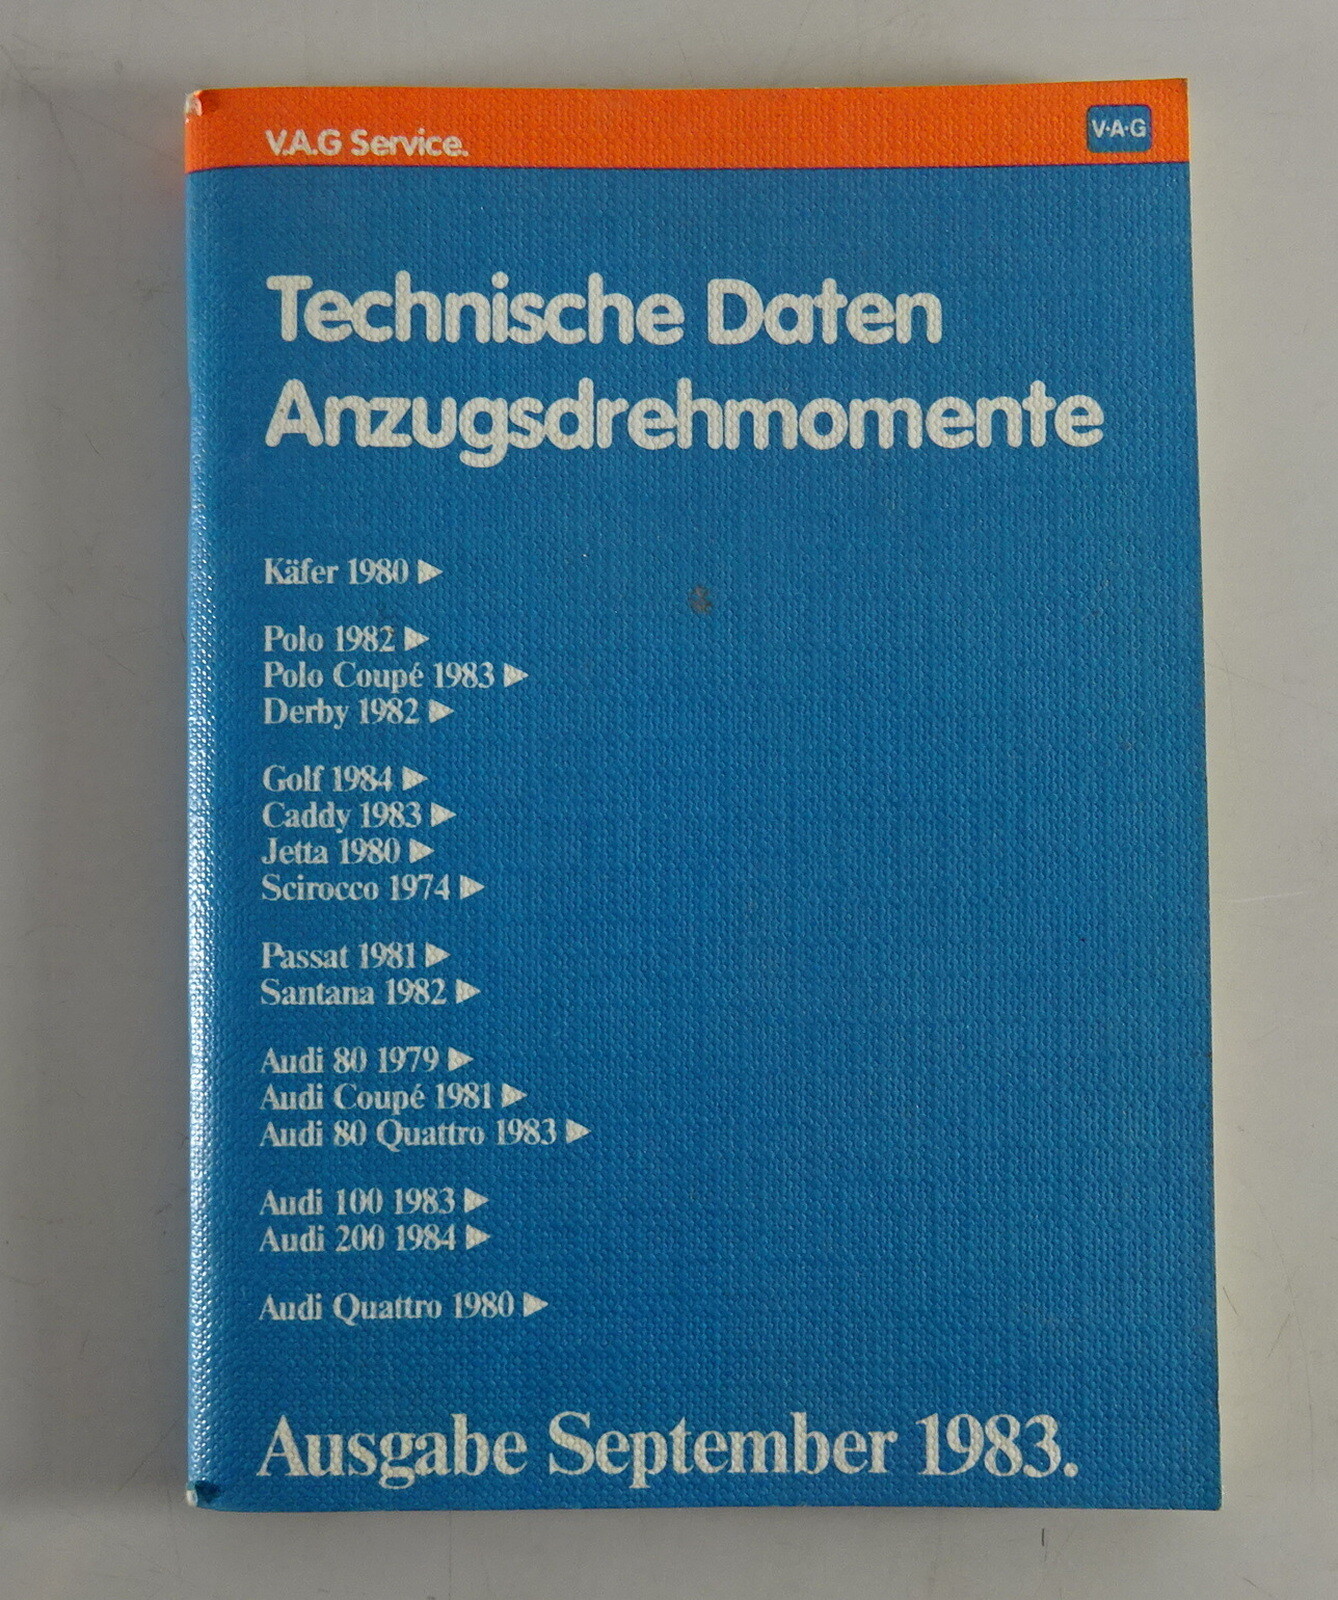 V.A.G Service.
V·A·G
Technische Daten
Anzugsdrehmomente
Käfer 1980 ▶
Polo 1982 ▶
Polo Coupé 1983 ▶
Derby 1982 ▶
Golf 1984 ▶
Caddy 1983 ▶
Jetta 1980 ▶
Scirocco 1974 ▶
Passat 1981 ▶
Santana 1982 ▶
Audi 80 1979 ▶
Audi Coupé 1981 ▶
Audi 80 Quattro 1983 ▶
Audi 100 1983 ▶
Audi 200 1984 ▶
Audi Quattro 1980 ▶
Ausgabe September 1983.